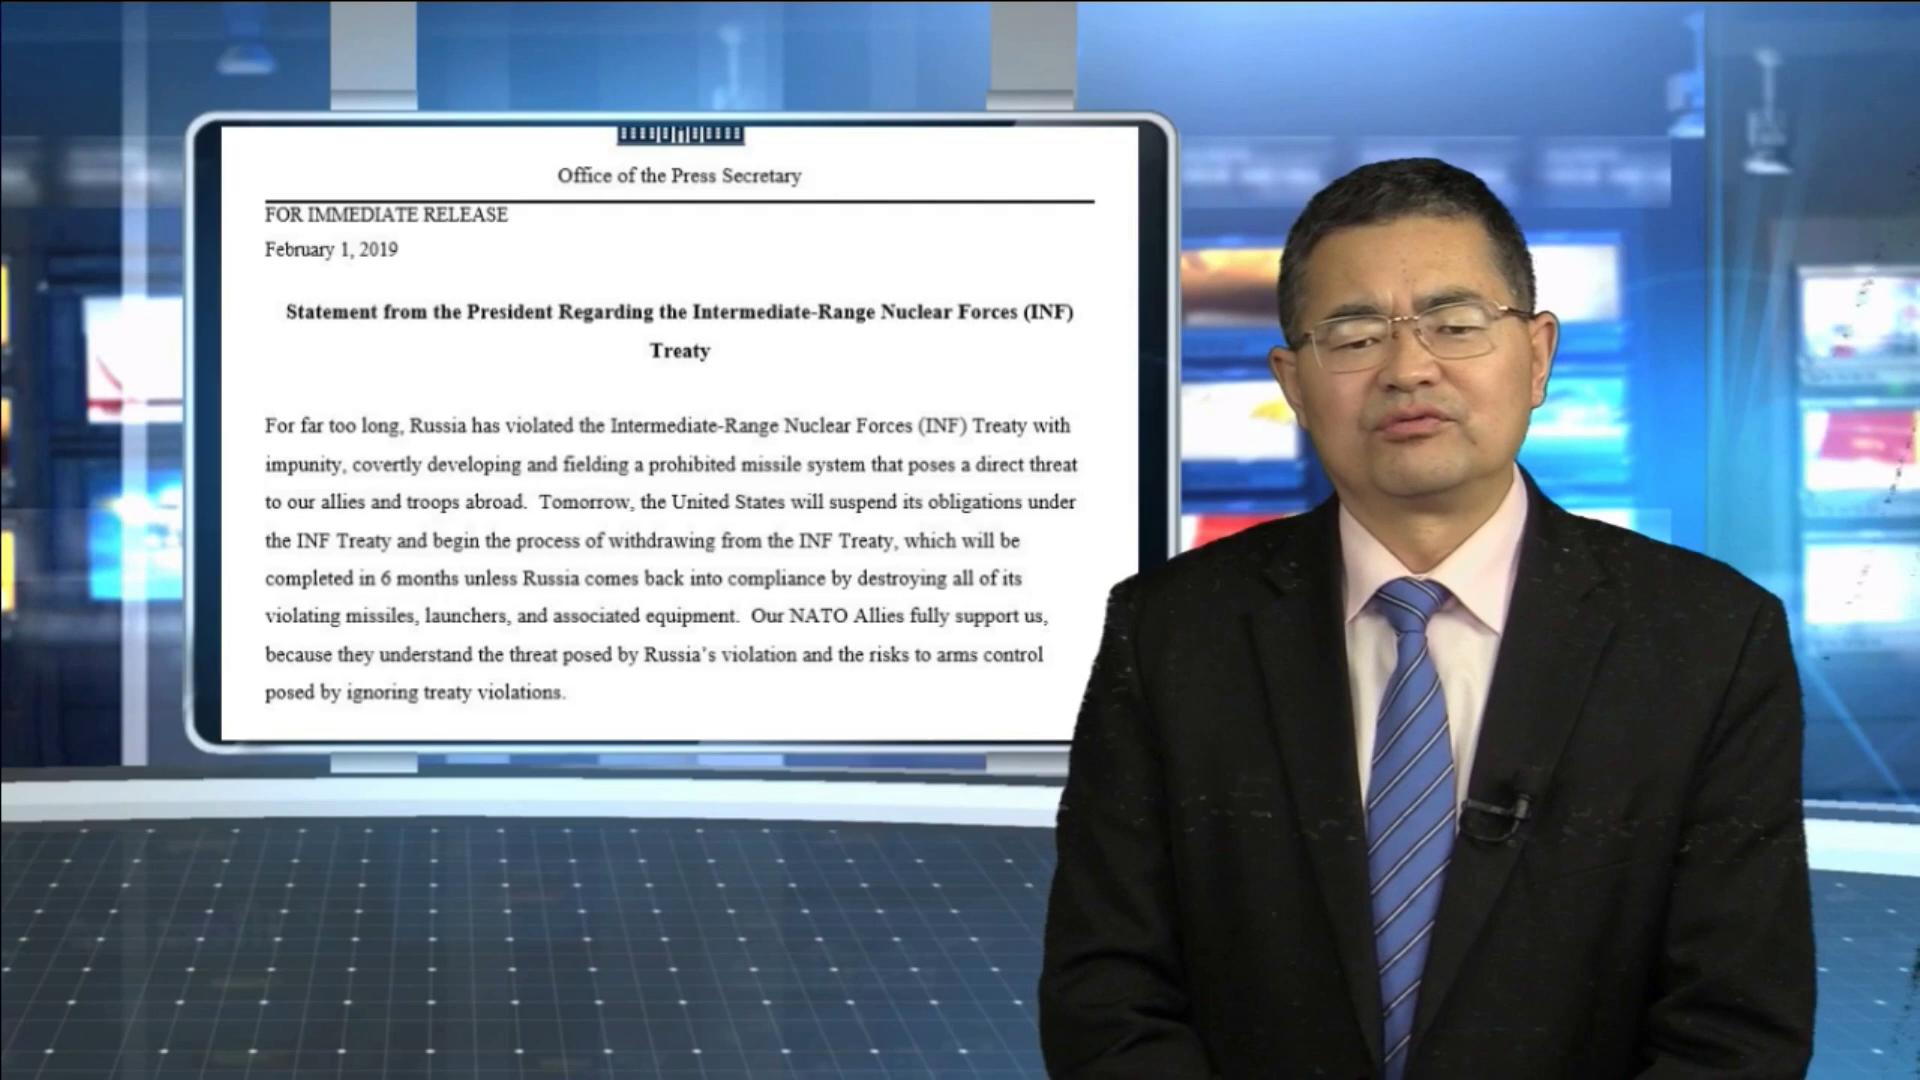 Office of the Press Secretary
FOR IMMEDIATE RELEASE
February 1, 2019
Statement from the President Regarding the Intermediate-Range Nuclear Forces (INF)
Treaty
For far too long, Russia has violated the Intermediate-Range Nuclear Forces (INF) Treaty with
impunity, covertly developing and fielding a prohibited missile system that poses a direct threat
to our allies and troops abroad.  Tomorrow, the United States will suspend its obligations under
the INF Treaty and begin the process of withdrawing from the INF Treaty, which will be
completed in 6 months unless Russia comes back into compliance by destroying all of its
violating missiles, launchers, and associated equipment.  Our NATO Allies fully support us,
because they understand the threat posed by Russia's violation and the risks to arms control
posed by ignoring treaty violations.